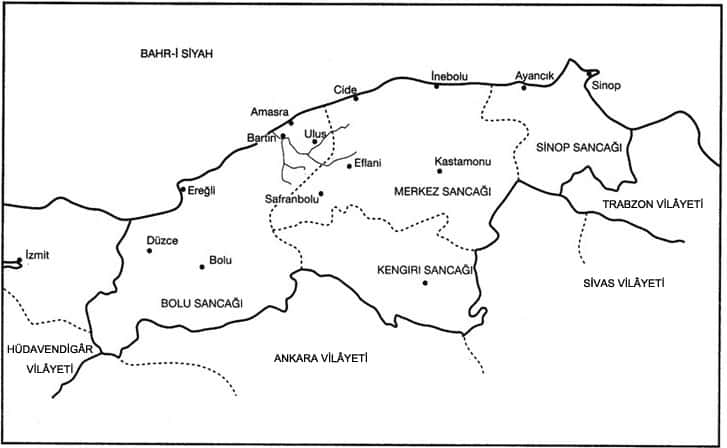 BAHR-İ SİYAH
İnebolu
Ayancık
Sinop
Cide
Amasra
Bartın
Ulus
SİNOP SANCAĞI
Eflani
Kastamonu
Ereğli
Safranbolu
MERKEZ SANCAĞI
TRABZON VİLÂYETİ
Düzce
İzmit
Bolu
KENGIRI SANCAĞI
SİVAS VİLÂYETİ
BOLU SANCAĞI
HÜDAVENDİGÂR
VİLÂYETİ
ANKARA VİLÂYETİ